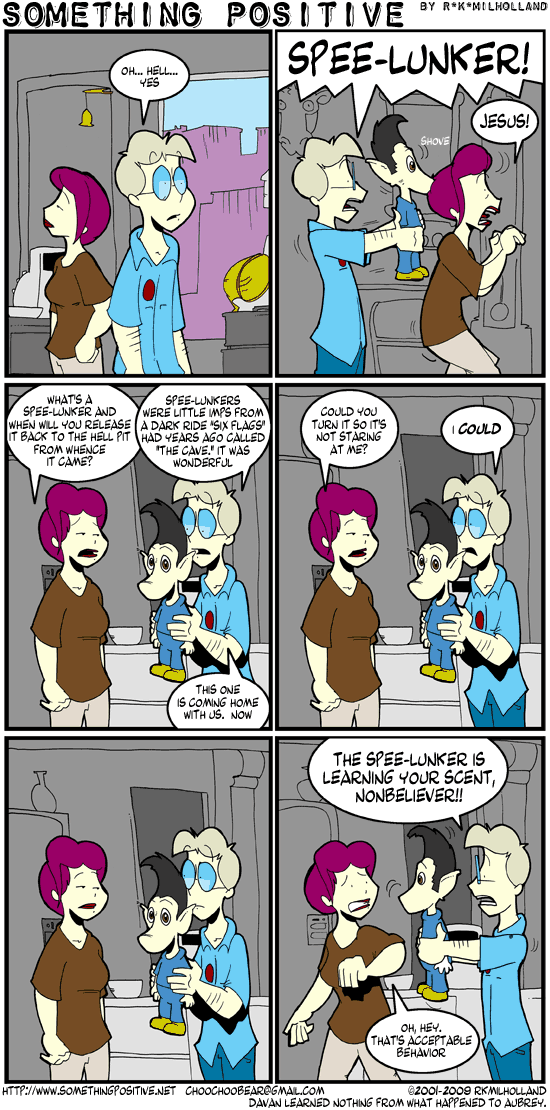 SOMETHING POSITIVE BY R*K*MILHOLLAND
OH... HELL...
YES
SPEE-LUNKER!
SHOVE
JESUS!
WHAT'S A
SPEE-LUNKER AND
WHEN WILL YOU RELEASE
IT BACK TO THE HELL PIT
FROM WHENCE
IT CAME?
SPEE-LUNKERS
WERE LITTLE IMPS FROM
A DARK RIDE "SIX FLAGS"
HAD YEARS AGO CALLED
"THE CAVE." IT WAS
WONDERFUL
THIS ONE
IS COMING HOME
WITH US. NOW
COULD YOU
TURN IT SO IT'S
NOT STARING
AT ME?
I COULD
THE SPEE-LUNKER IS
LEARNING YOUR SCENT,
NONBELIEVER!!
OH, HEY.
THAT'S ACCEPTABLE
BEHAVIOR
HTTP://WWW.SOMETHINGPOSITIVE.NET CHOOCHOOBEAR@GMAIL.COM ©2001-2009 RKMILHOLLAND
DAVAN LEARNED NOTHING FROM WHAT HAPPENED TO AUBREY.